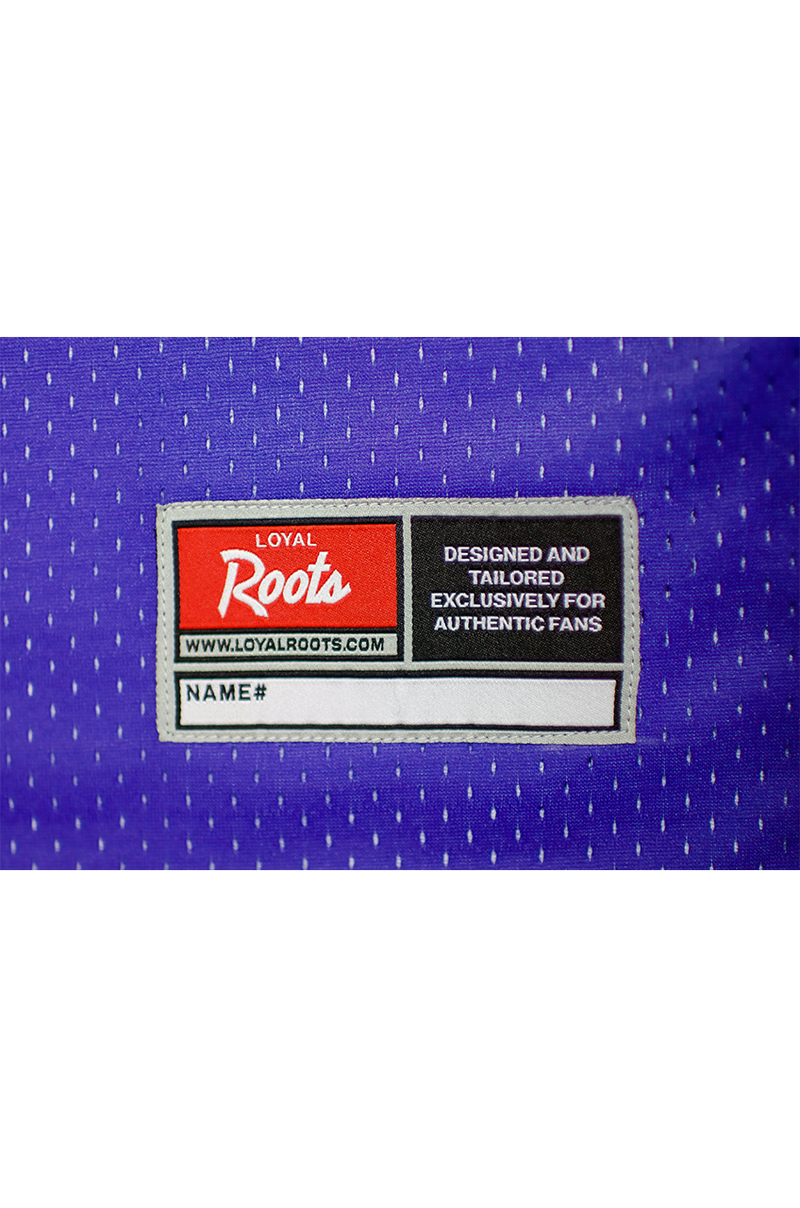 LOYAL
Roots
WWW.LOYALROOTS.COM
DESIGNED AND
TAILORED
EXCLUSIVELY FOR
AUTHENTIC FANS
NAME#